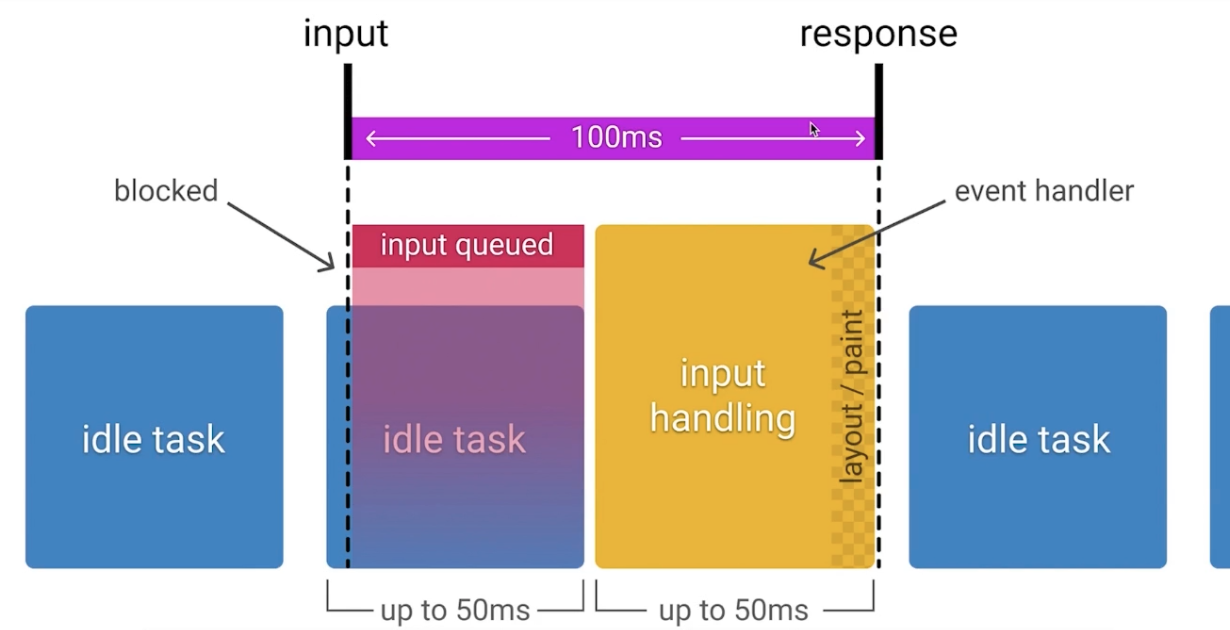 input
response
100ms
blocked
event handler
input queued
idle task
idle task
input
handling
layout / paint
idle task
up to 50ms
up to 50ms